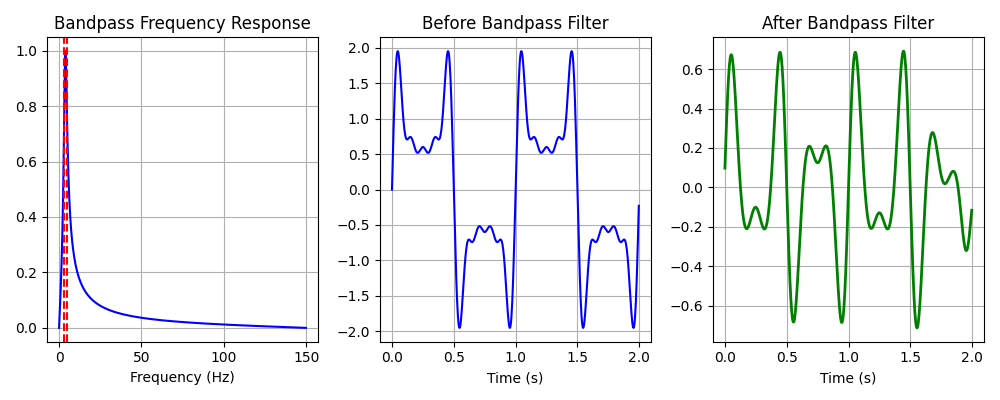 Bandpass Frequency Response
1.0
0.8
0.6
0.4
0.2
0.0
0 50 100 150
Frequency (Hz)
Before Bandpass Filter
2.0
1.5
1.0
0.5
0.0
−0.5
−1.0
−1.5
−2.0
0.0 0.5 1.0 1.5 2.0
Time (s)
After Bandpass Filter
0.6
0.4
0.2
0.0
−0.2
−0.4
−0.6
0.0 0.5 1.0 1.5 2.0
Time (s)